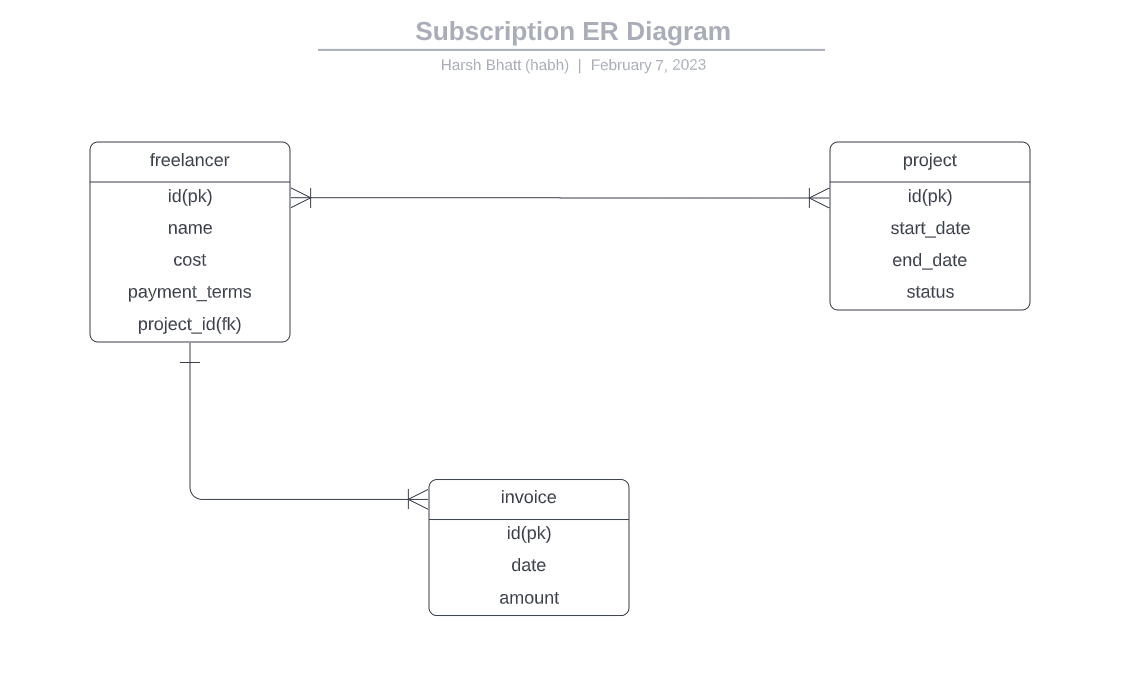 Subscription ER Diagram
Harsh Bhatt (habh) | February 7, 2023
freelancer
id(pk)
name
cost
payment_terms
project_id(fk)
project
id(pk)
start_date
end_date
status
invoice
id(pk)
date
amount